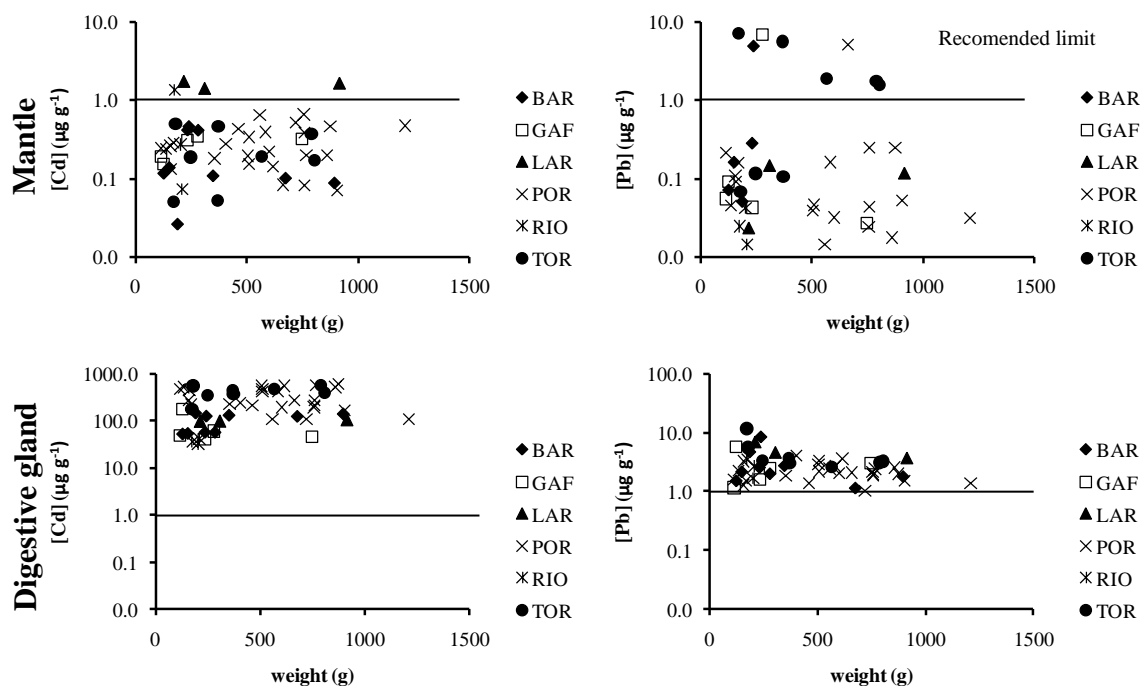 Mantle
[Cd] (µg g⁻¹)
10.0
1.0
0.1
0.0
0
500
1000
1500
weight (g)
BAR
GAF
LAR
POR
RIO
TOR
Recomended limit
[Pb] (µg g⁻¹)
10.0
1.0
0.1
0.0
0
500
1000
1500
weight (g)
BAR
GAF
LAR
POR
RIO
TOR
Digestive gland
[Cd] (µg g⁻¹)
1000.0
100.0
10.0
1.0
0.1
0.0
0
500
1000
1500
weight (g)
BAR
GAF
LAR
POR
RIO
TOR
[Pb] (µg g⁻¹)
100.0
10.0
1.0
0.1
0.0
0
500
1000
1500
weight (g)
BAR
GAF
LAR
POR
RIO
TOR